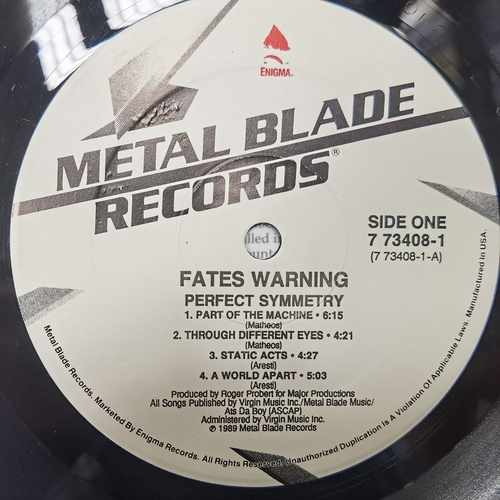 ENIGMA.
METAL BLADE
RECORDS®
SIDE ONE
7 73408-1
(7 73408-1-A)
FATES WARNING
PERFECT SYMMETRY
1. PART OF THE MACHINE • 6:15
(Matheos)
2. THROUGH DIFFERENT EYES • 4:21
(Matheos)
3. STATIC ACTS • 4:27
(Aresti)
4. A WORLD APART • 5:03
(Aresti)
Produced by Roger Probert for Major Productions
All Songs Published by Virgin Music Inc./Metal Blade Music/
Ats Da Boy (ASCAP)
Administered by Virgin Music Inc.
℗ 1989 Metal Blade Records
Metal Blade Records. Marketed By Enigma Records. All Rights Reserved. Unauthorized Duplication Is A Violation Of Applicable Laws. Manufactured in USA.